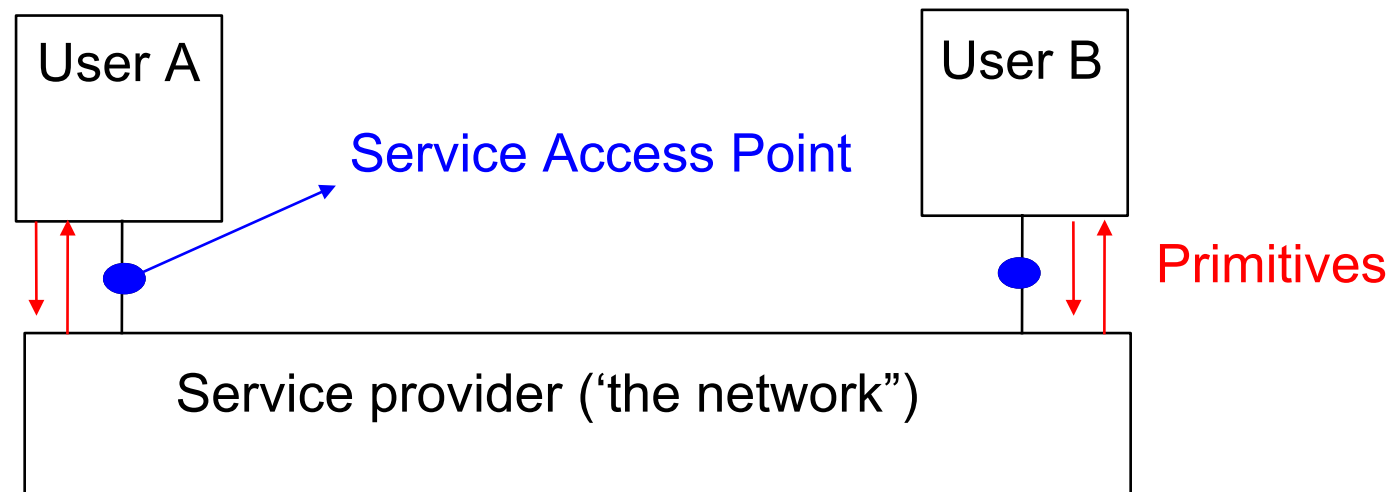 User A
User B
Service Access Point
Primitives
Service provider (‘the network”)